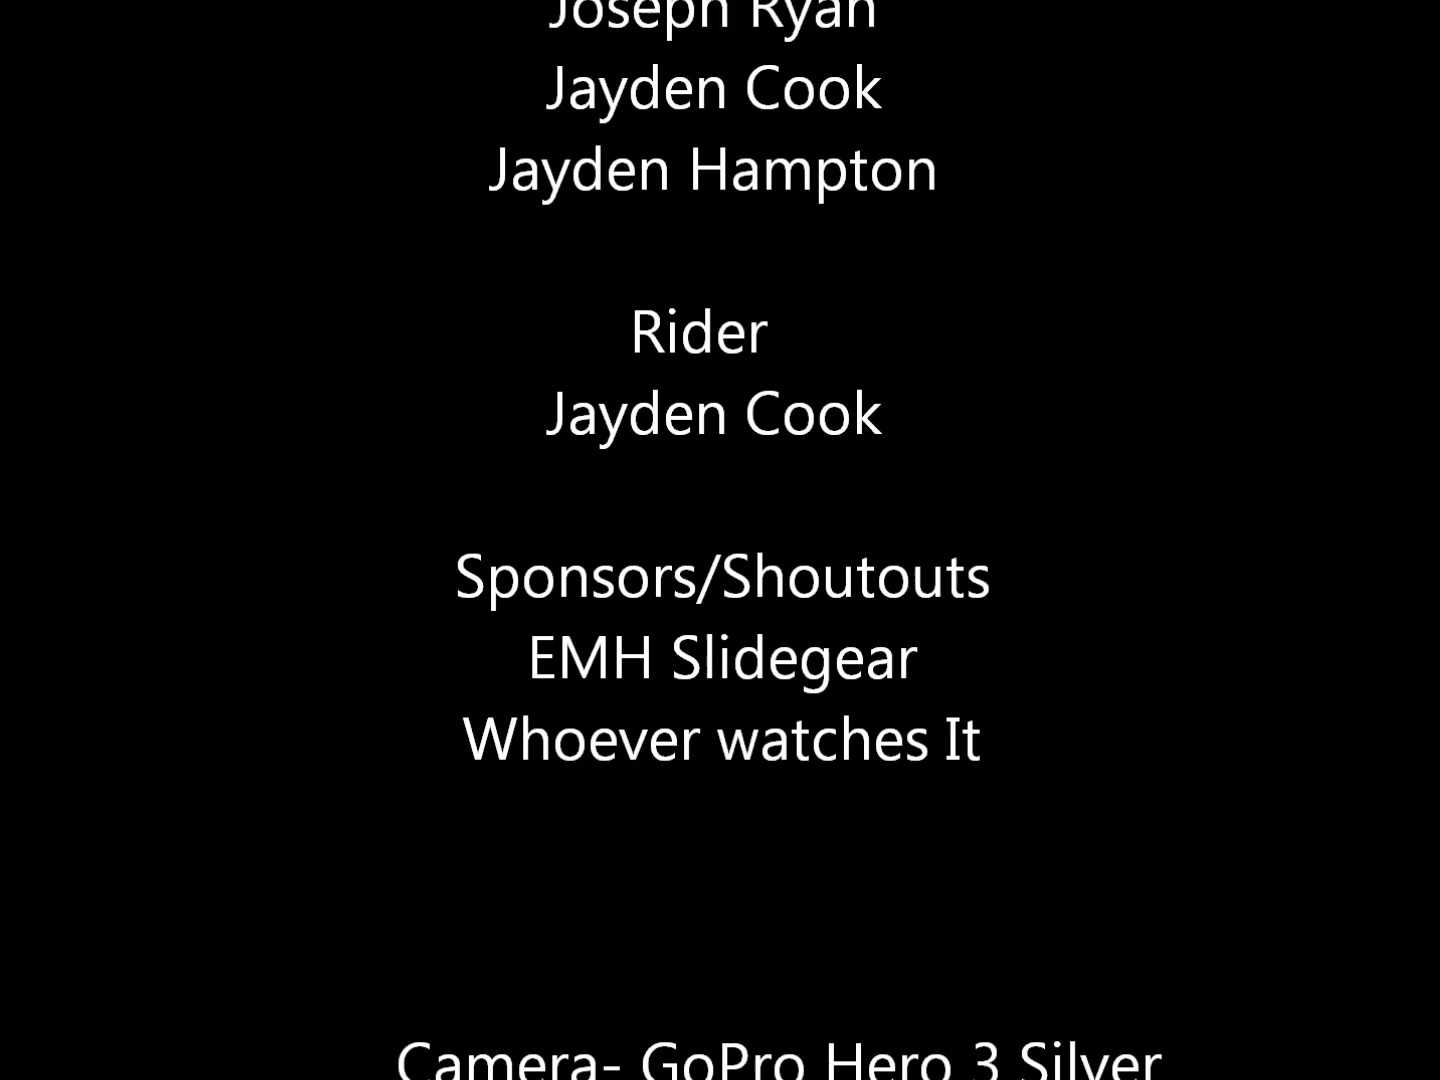 Joseph Ryan
Jayden Cook
Jayden Hampton
Rider
Jayden Cook
Sponsors/Shoutouts
EMH Slidegear
Whoever watches It
Camera- GoPro Hero 3 Silver